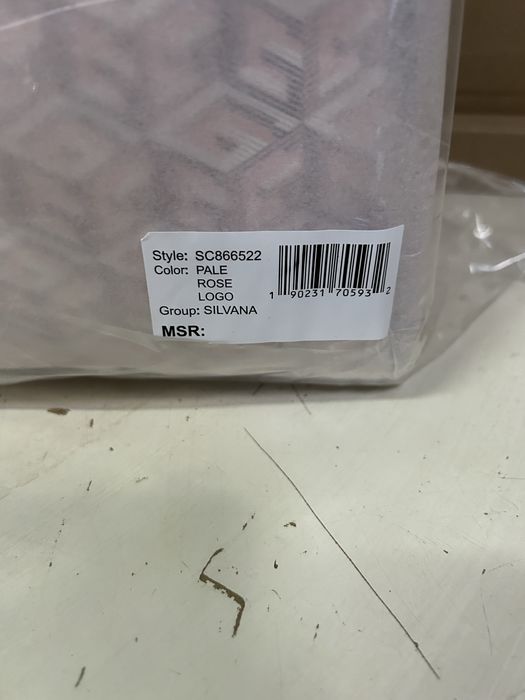 Style: SC866522
Color: PALE
ROSE
LOGO
Group: SILVANA
MSR:
1 90231 70593 2